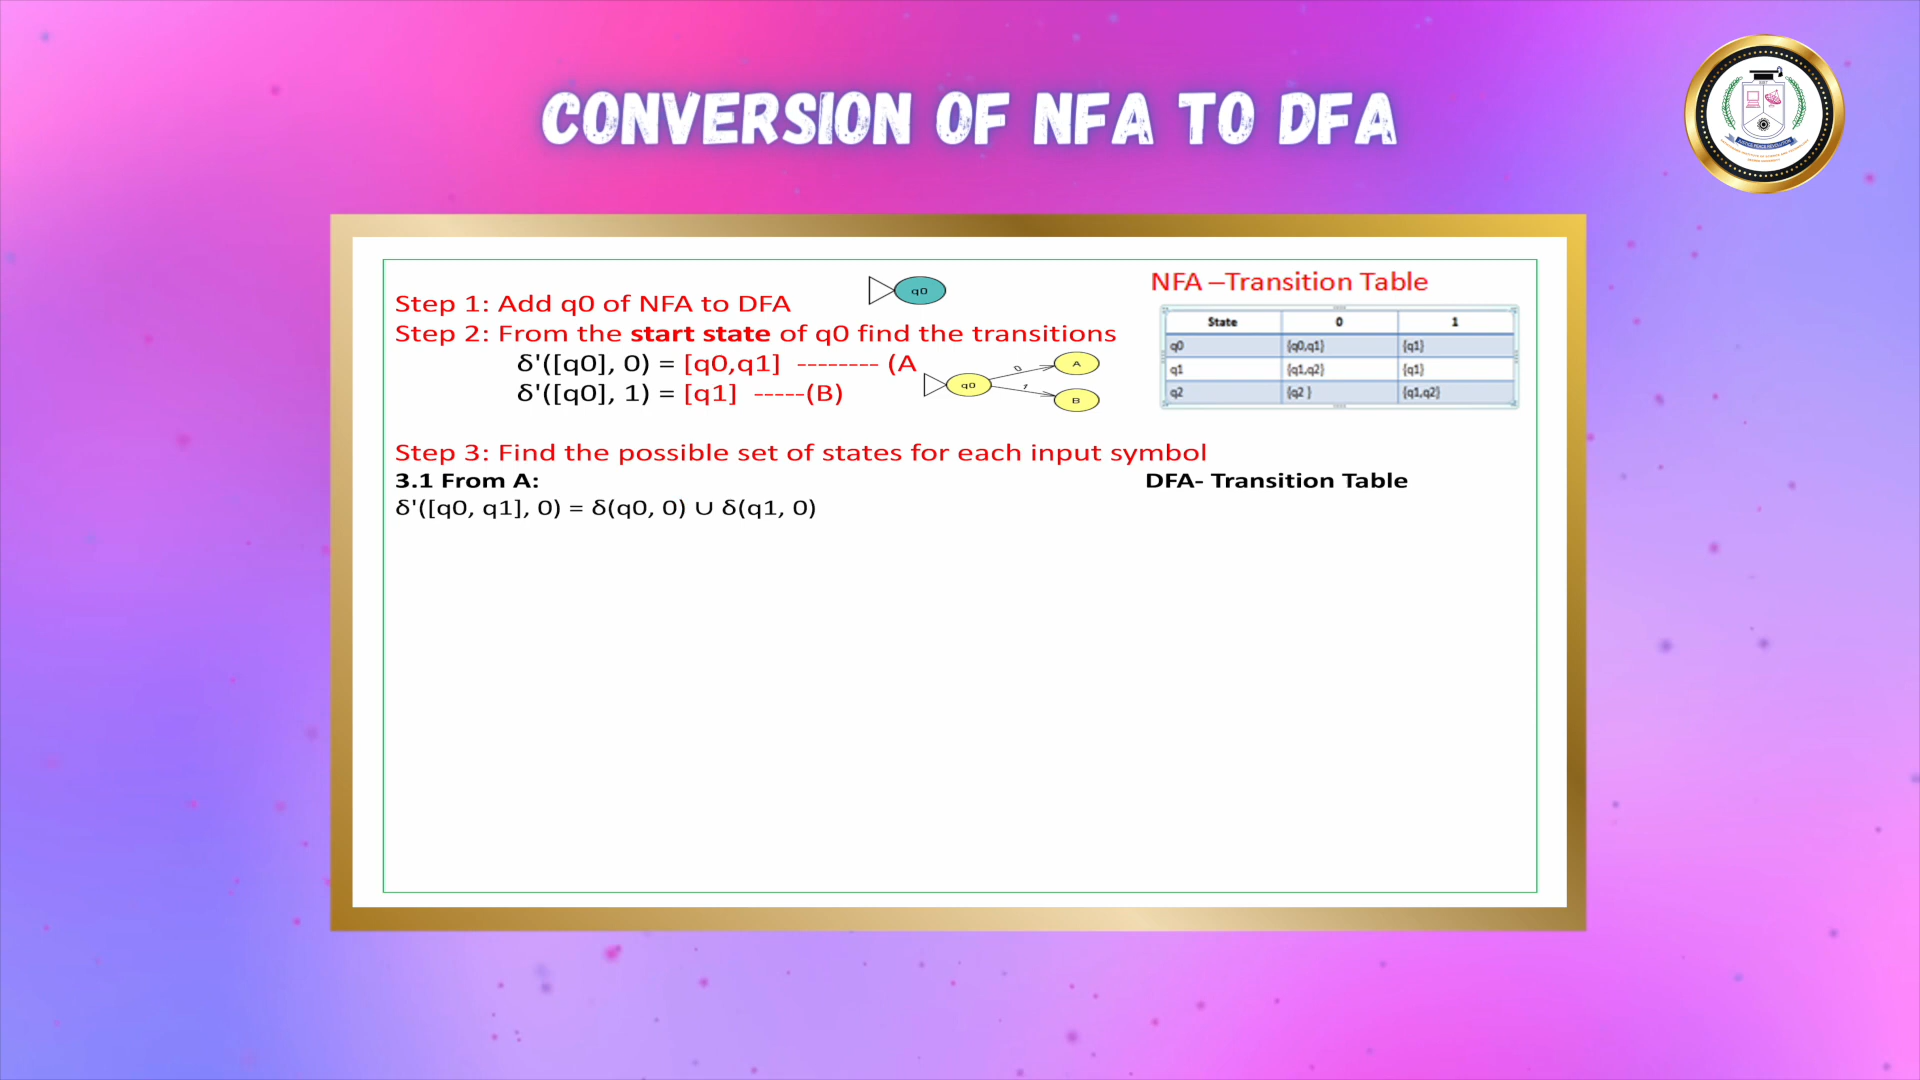 CONVERSION OF NFA TO DFA
Step 1: Add q0 of NFA to DFA
q0
Step 2: From the start state of q0 find the transitions
δ'([q0], 0) = [q0,q1] -------- (A
δ'([q0], 1) = [q1] -----(B)
q0
0
1
A
B
NFA –Transition Table
State 0 1
q0 {q0,q1} {q1}
q1 {q1,q2} {q1}
q2 {q2 } {q1,q2}
Step 3: Find the possible set of states for each input symbol
3.1 From A:
DFA- Transition Table
δ'([q0, q1], 0) = δ(q0, 0) ∪ δ(q1, 0)